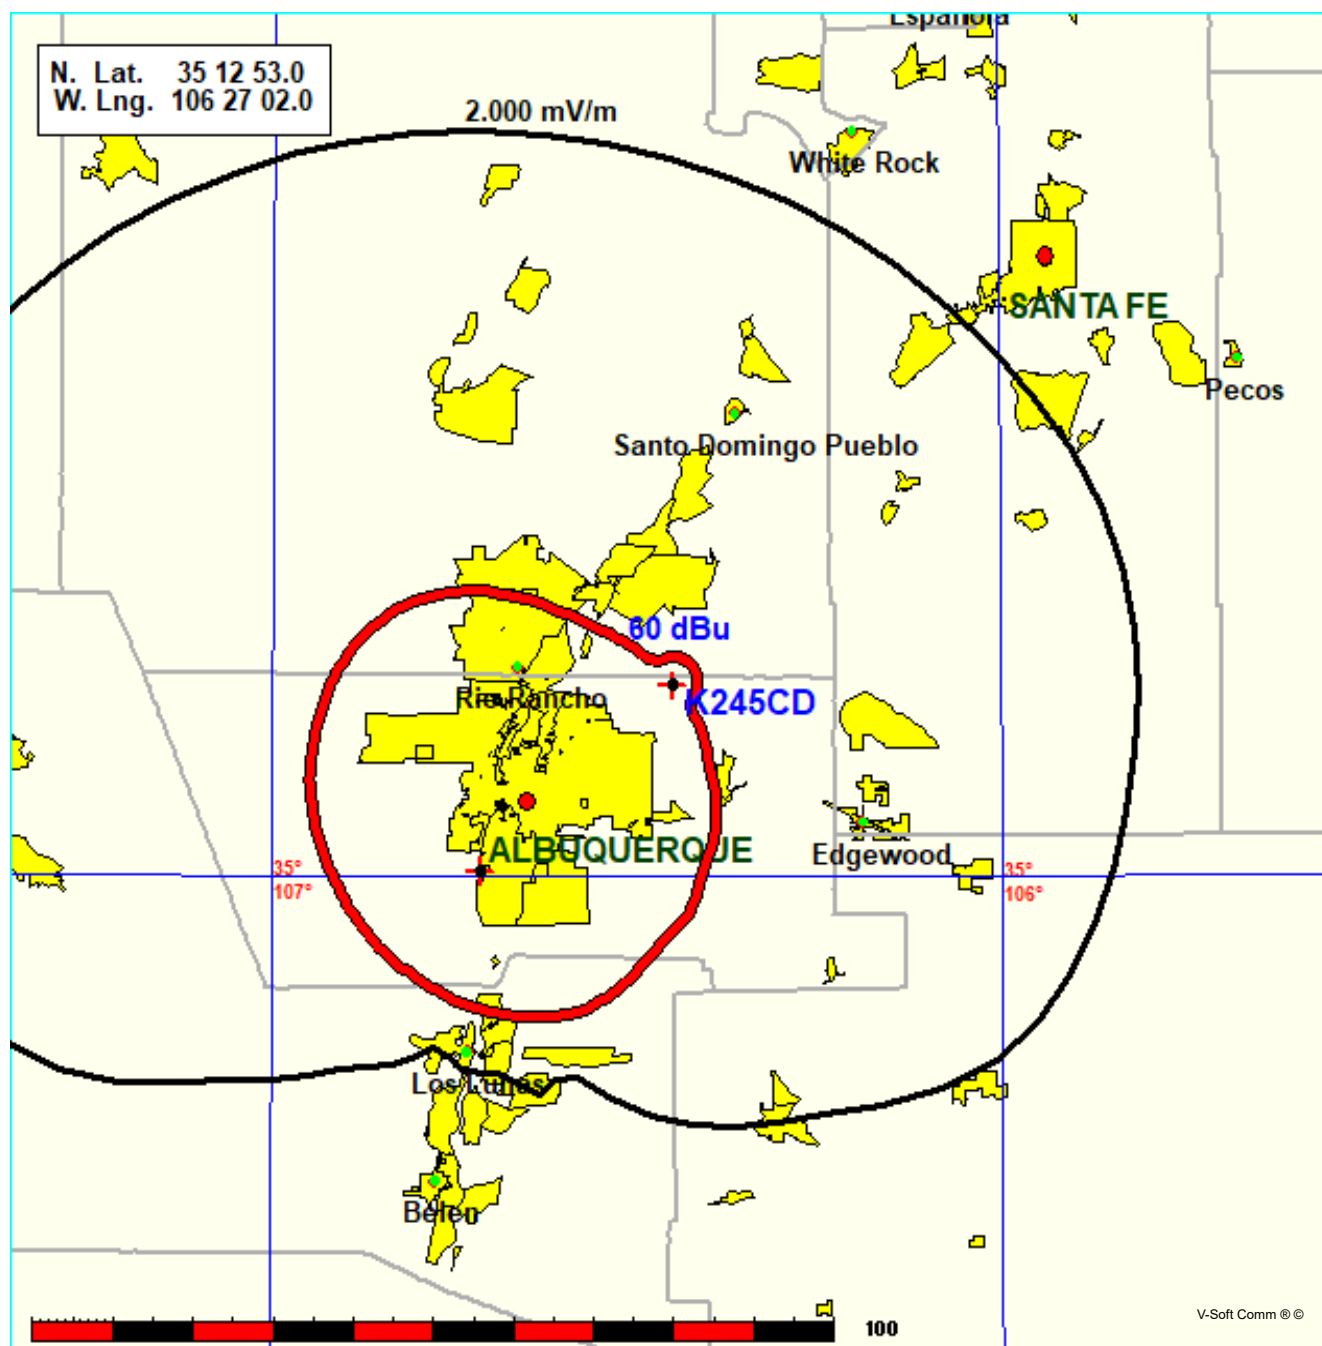 Española
N. Lat. 35 12 53.0
W. Lng. 106 27 02.0
2.000 mV/m
White Rock
SANTA FE
Pecos
Santo Domingo Pueblo
60 dBu
Rio Rancho
K245CD
ALBUQUERQUE
Edgewood
35°
107°
35°
106°
Los Lunas
Belen
V-Soft Comm ® ©
100